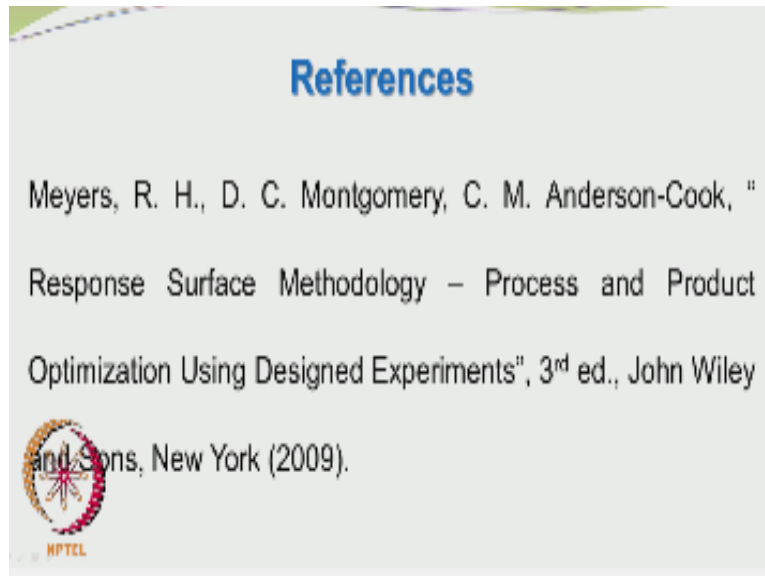 References
Meyers, R. H., D. C. Montgomery, C. M. Anderson-Cook, “
Response Surface Methodology – Process and Product
Optimization Using Designed Experiments”, 3rd ed., John Wiley
and Sons, New York (2009).
NPTEL